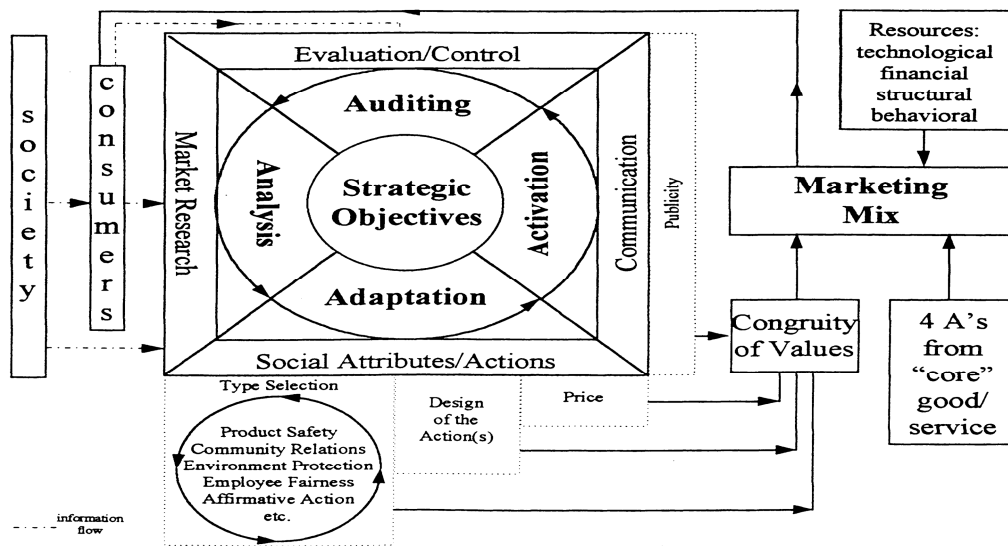 society
consumers
Evaluation/Control
Auditing
Market Research
Analysis
Strategic
Objectives
Activation
Communication
Publicity
Adaptation
Social Attributes/Actions
Resources:
technological
financial
structural
behavioral
Marketing
Mix
Congruity
of Values
4 A's
from
“core”
good/
service
Type Selection
Product Safety
Community Relations
Environment Protection
Employee Fairness
Affirmative Action
etc.
Design
of the
Action(s)
Price
information
flow